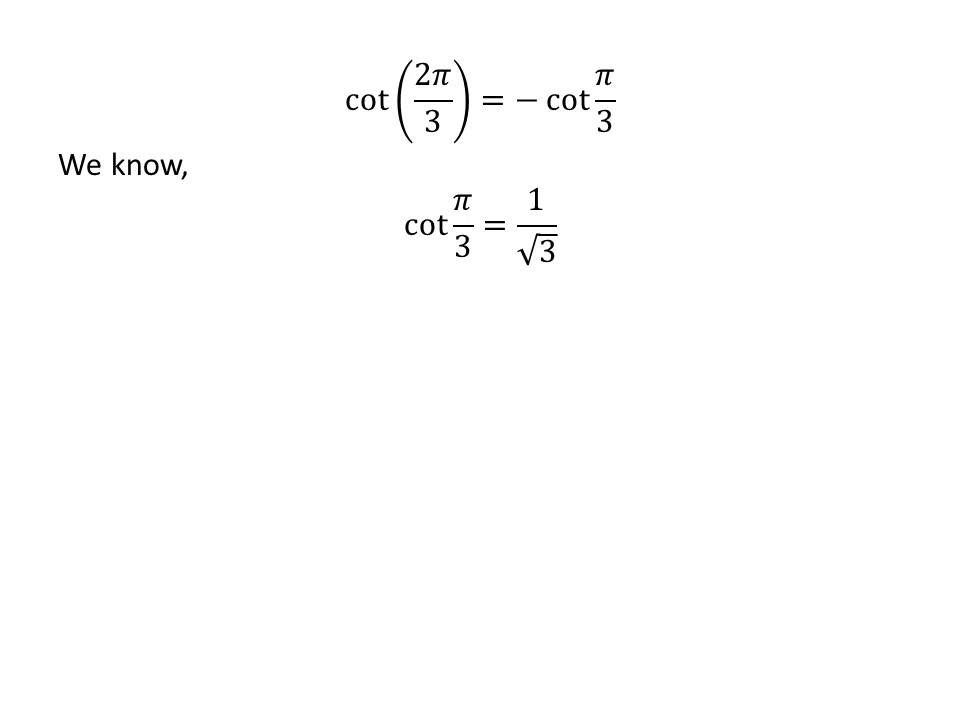 cot(2π/3) = − cot π/3
We know,
cot π/3 = 1/√3